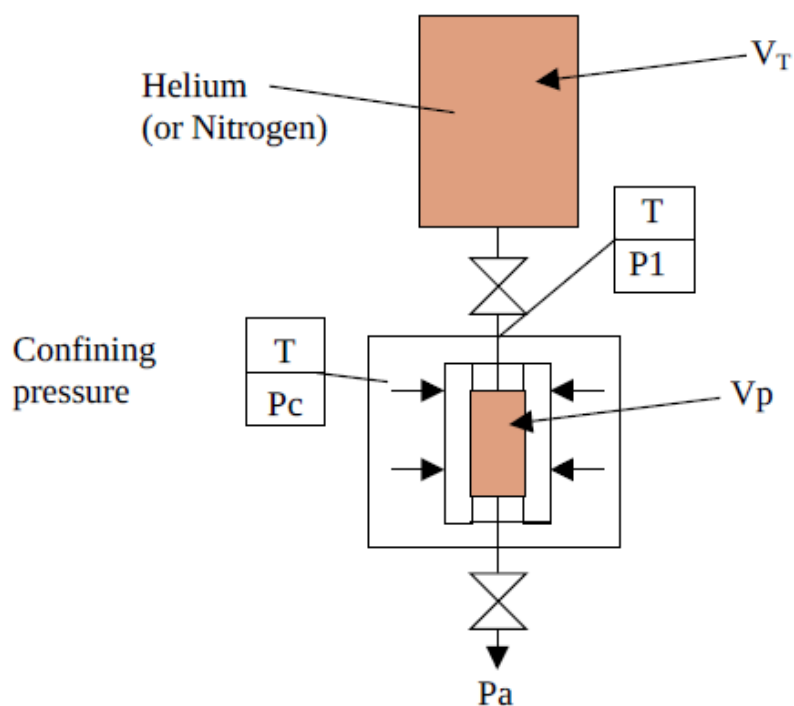 V_T
Helium
(or Nitrogen)
T
P1
Confining
pressure
T
Pc
Vp
Pa